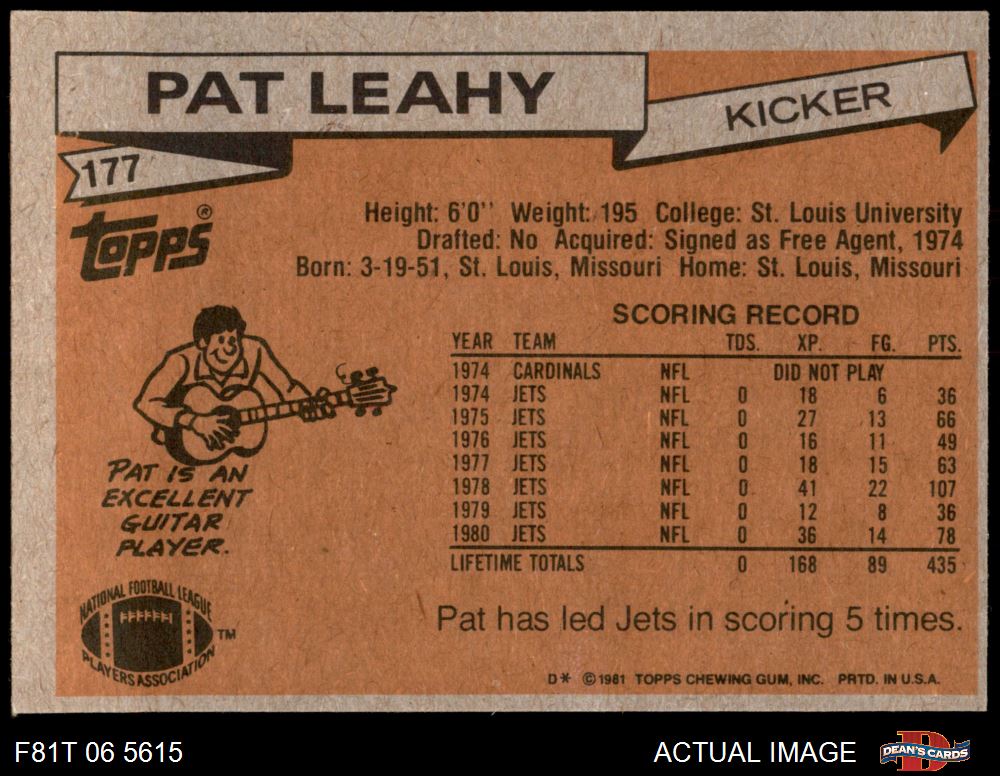 PAT LEAHY
KICKER
177
TOPPS®
Height: 6'0" Weight: 195 College: St. Louis University
Drafted: No Acquired: Signed as Free Agent, 1974
Born: 3-19-51, St. Louis, Missouri Home: St. Louis, Missouri
PAT IS AN
EXCELLENT
GUITAR
PLAYER.
SCORING RECORD
YEAR TEAM TDS. XP. FG. PTS.
1974 CARDINALS NFL DID NOT PLAY
1974 JETS NFL 0 18 6 36
1975 JETS NFL 0 27 13 66
1976 JETS NFL 0 16 11 49
1977 JETS NFL 0 18 15 63
1978 JETS NFL 0 41 22 107
1979 JETS NFL 0 12 8 36
1980 JETS NFL 0 36 14 78
LIFETIME TOTALS 0 168 89 435
NATIONAL FOOTBALL LEAGUE
PLAYERS ASSOCIATION
TM
Pat has led Jets in scoring 5 times.
D* ©1981 TOPPS CHEWING GUM, INC. PRTD. IN U.S.A.
F81T 06 5615
ACTUAL IMAGE
D
DEAN'S CARDS